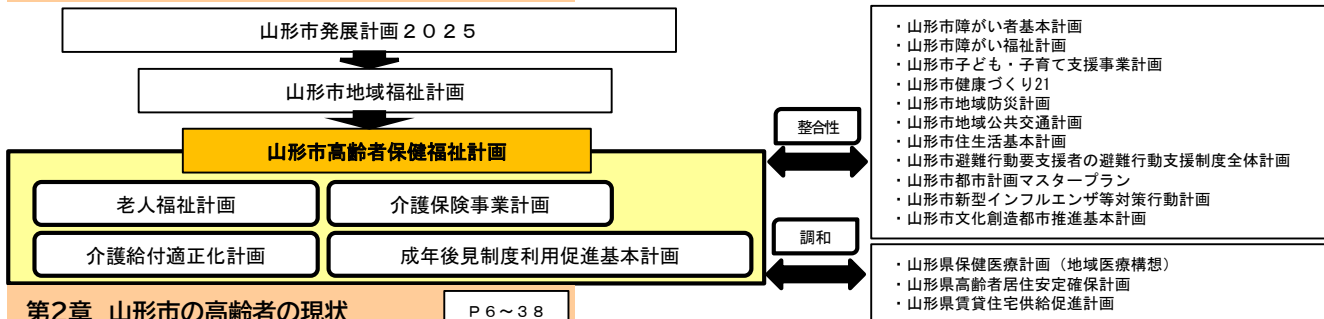 山形市発展計画２０２５
山形市地域福祉計画
山形市高齢者保健福祉計画
老人福祉計画
介護保険事業計画
介護給付適正化計画
成年後見制度利用促進基本計画
整合性
調和
・山形市障がい者基本計画
・山形市障がい福祉計画
・山形市子ども・子育て支援事業計画
・山形市健康づくり21
・山形市地域防災計画
・山形市地域公共交通計画
・山形市住生活基本計画
・山形市避難行動要支援者の避難行動支援制度全体計画
・山形市都市計画マスタープラン
・山形市新型インフルエンザ等対策行動計画
・山形市文化創造都市推進基本計画
・山形県保健医療計画（地域医療構想）
・山形県高齢者居住安定確保計画
・山形県賃貸住宅供給促進計画
第2章 山形市の高齢者の現状
Ｐ６～３８